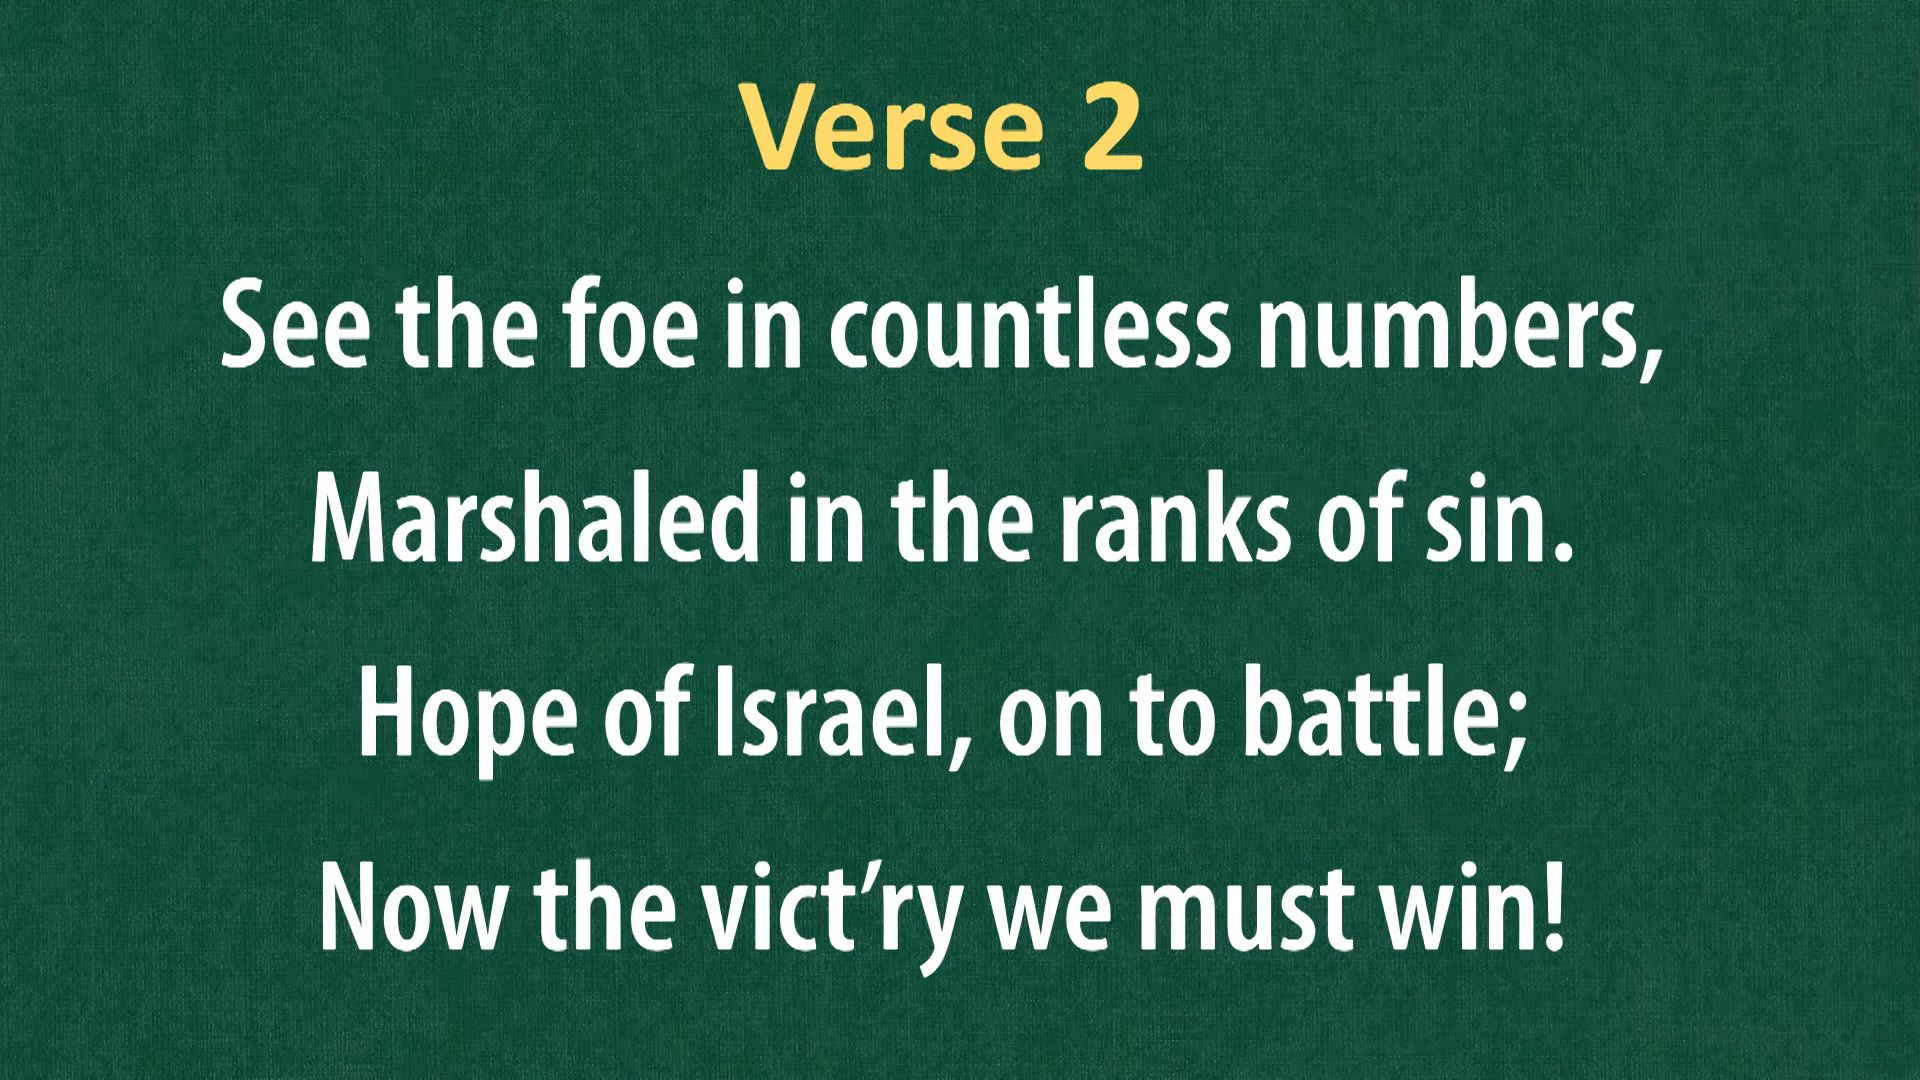 Verse 2
See the foe in countless numbers,
Marshaled in the ranks of sin.
Hope of Israel, on to battle;
Now the vict’ry we must win!